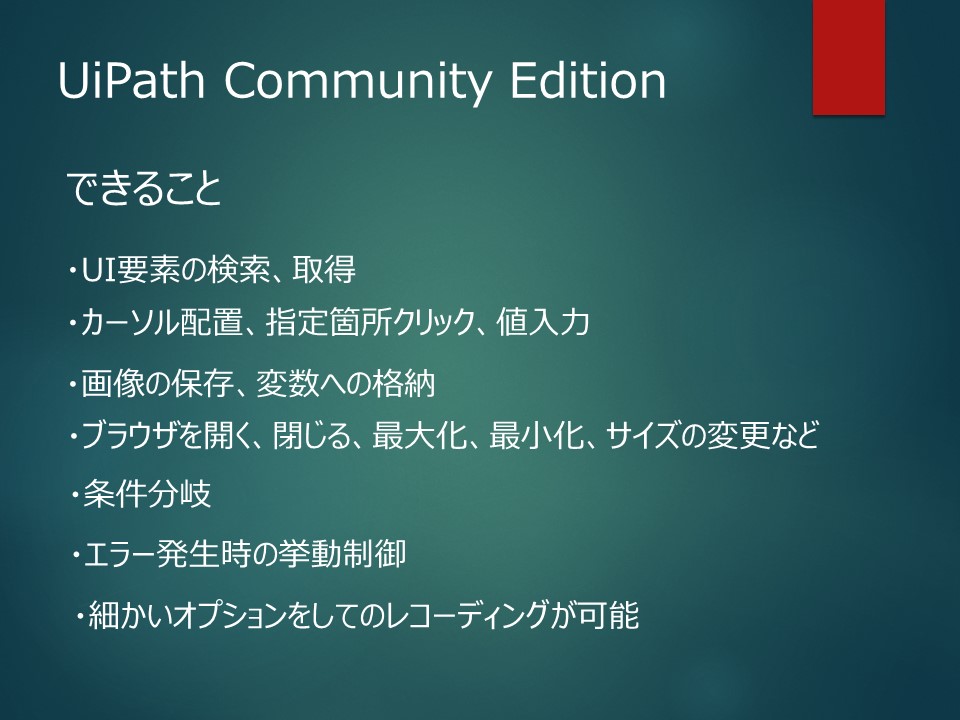 UiPath Community Edition
できること
・UI要素の検索、取得
・カーソル配置、指定箇所クリック、値入力
・画像の保存、変数への格納
・ブラウザを開く、閉じる、最大化、最小化、サイズの変更など
・条件分岐
・エラー発生時の挙動制御
・細かいオプションをしてのレコーディングが可能